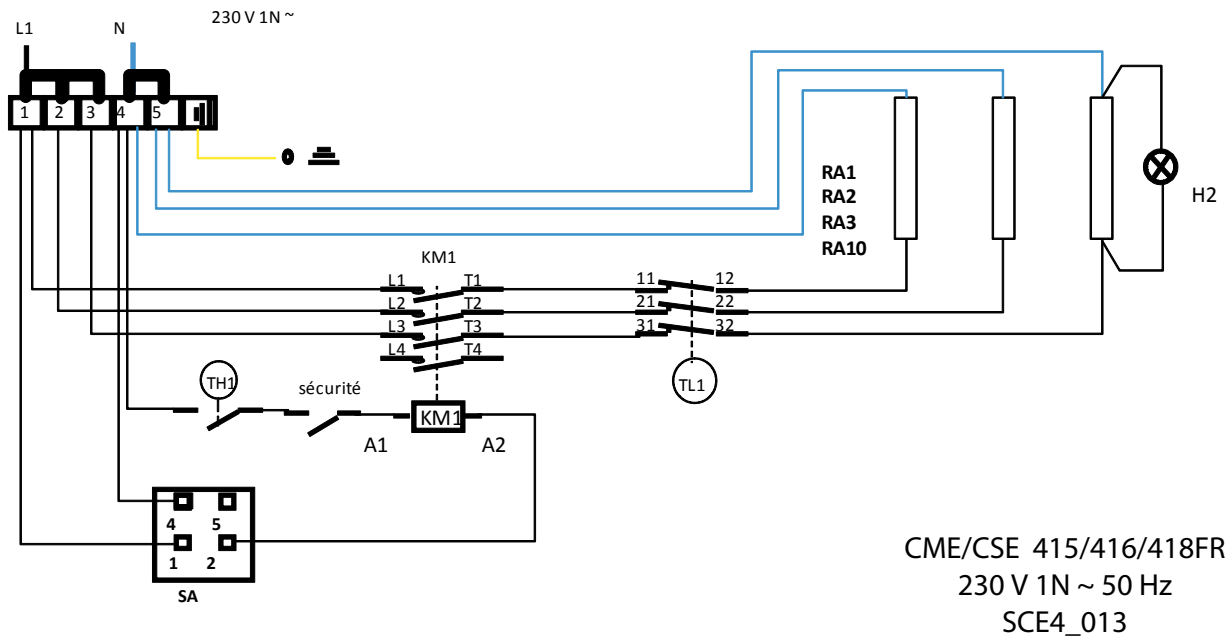 230 V 1N ~
L1 N
1 2 3 4 5
RA1
RA2
RA3
RA10
H2
KM1
L1 T1 11 12
L2 T2 21 22
L3 T3 31 32
L4 T4
TH1 sécurité TL1
KM1
A1 A2
4 5
1 2
SA
CME/CSE 415/416/418FR
230 V 1N ~ 50 Hz
SCE4_013